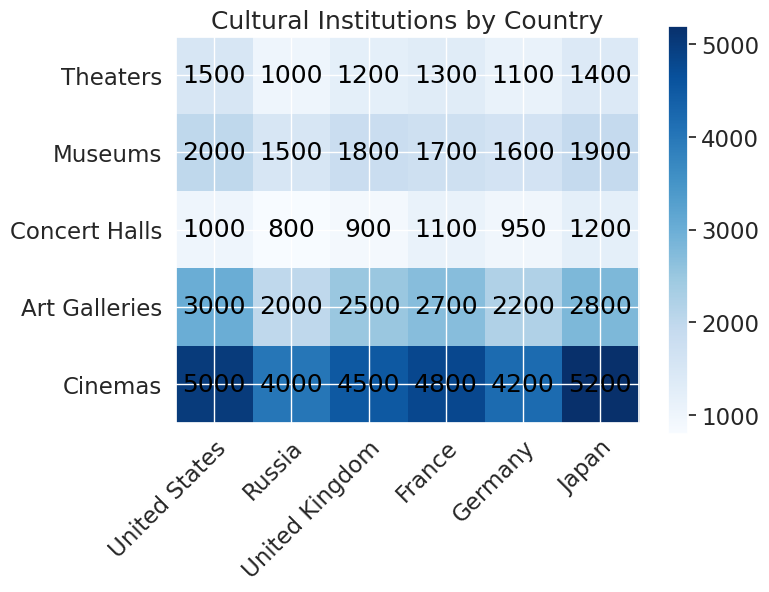 Cultural Institutions by Country
Theaters 1500 1000 1200 1300 1100 1400
Museums 2000 1500 1800 1700 1600 1900
Concert Halls 1000 800 900 1100 950 1200
Art Galleries 3000 2000 2500 2700 2200 2800
Cinemas 5000 4000 4500 4800 4200 5200
United States Russia United Kingdom France Germany Japan
5000
4000
3000
2000
1000